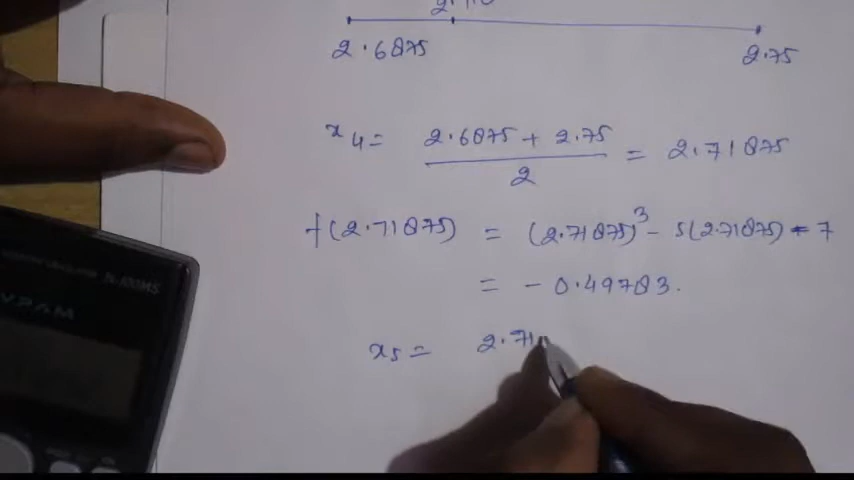 2.6875 2.75
x4 = 2.6875 + 2.75 / 2 = 2.71875
f(2.71875) = (2.71875)³ - 5(2.71875) - 7
= - 0.49783.
x5 = 2.71